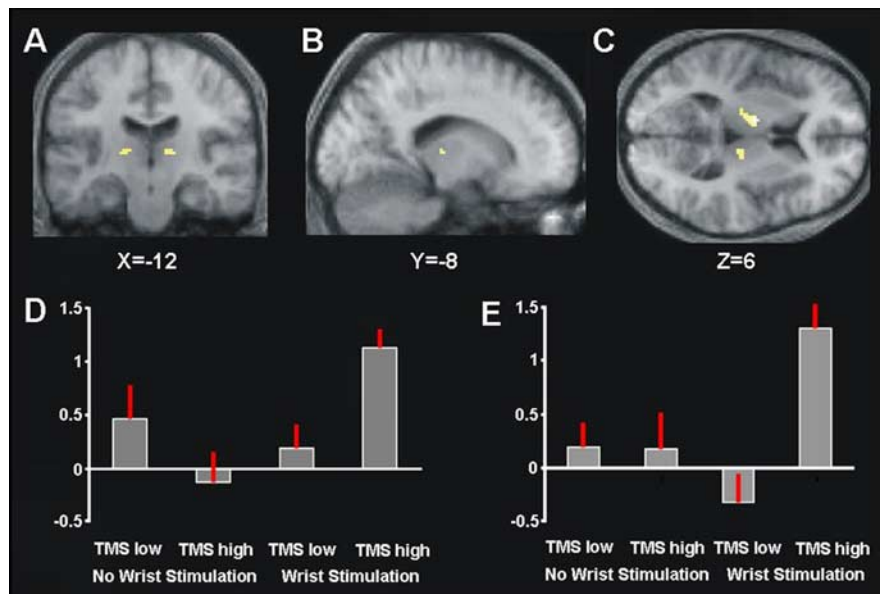 A B C
X=-12 Y=-8 Z=6
D
1.5
1
0.5
0
-0.5
TMS low TMS high TMS low TMS high
No Wrist Stimulation Wrist Stimulation
E
1.5
1
0.5
0
-0.5
TMS low TMS high TMS low TMS high
No Wrist Stimulation Wrist Stimulation